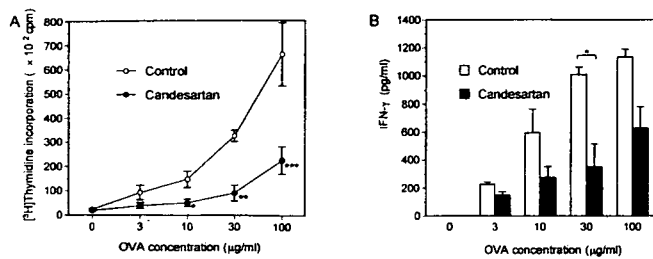 A
[³H]Thymidine incorporation ( × 10² cpm)
800
700
600
500
400
300
200
100
0
Control
Candesartan
*
**
***
0 3 10 30 100
OVA concentration (µg/ml)
B
IFN-γ (pg/ml)
1400
1200
1000
800
600
400
200
0
*
Control
Candesartan
0 3 10 30 100
OVA concentration (µg/ml)